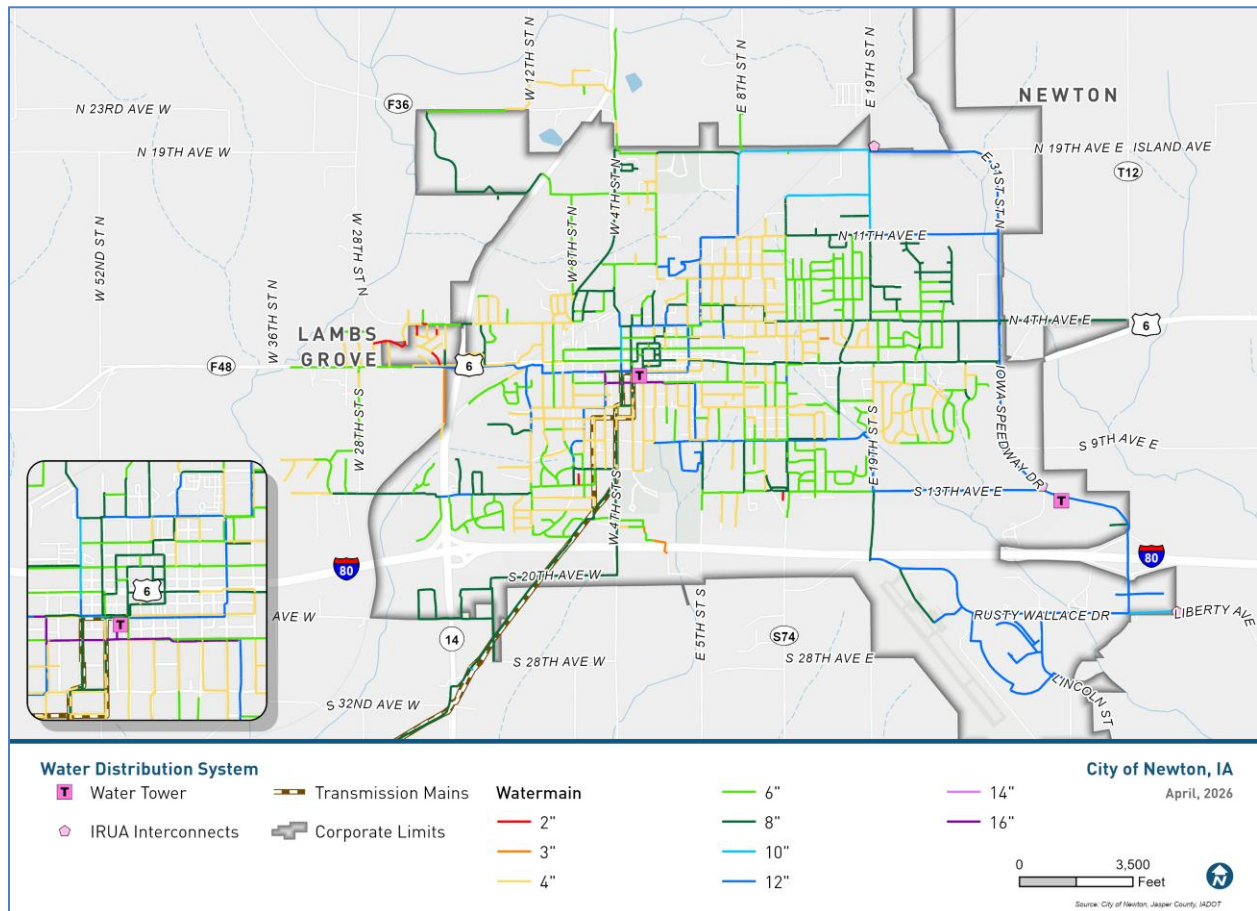 W 12TH ST N
E 8TH ST N
E 19TH ST N
NEWTON
N 23RD AVE W
F36
N 19TH AVE W
N 19TH AVE E
ISLAND AVE
T12
E 31ST ST N
W 4TH ST N
W 8TH ST N
W 28TH ST N
W 52ND ST N
N 11TH AVE E
W 36TH ST N
LAMBS
GROVE
N 4TH AVE E
6
F48
6
T
IOWA SPEEDWAY DR
W 28TH ST S
S 9TH AVE E
E 19TH ST S
W 4TH ST S
S 13TH AVE E
T
80
S 20TH AVE W
80
AVE W
E 5TH ST S
RUSTY WALLACE DR
LIBERTY AVE
14
S74
S 28TH AVE W
S 28TH AVE E
LINCOLN ST
S 32ND AVE W
6
T
Water Distribution System
T Water Tower
IRUA Interconnects
Transmission Mains
Corporate Limits
Watermain
2"
3"
4"
6"
8"
10"
12"
14"
16"
City of Newton, IA
April, 2026
0 3,500
Feet
N
Source: City of Newton, Jasper County, IADOT